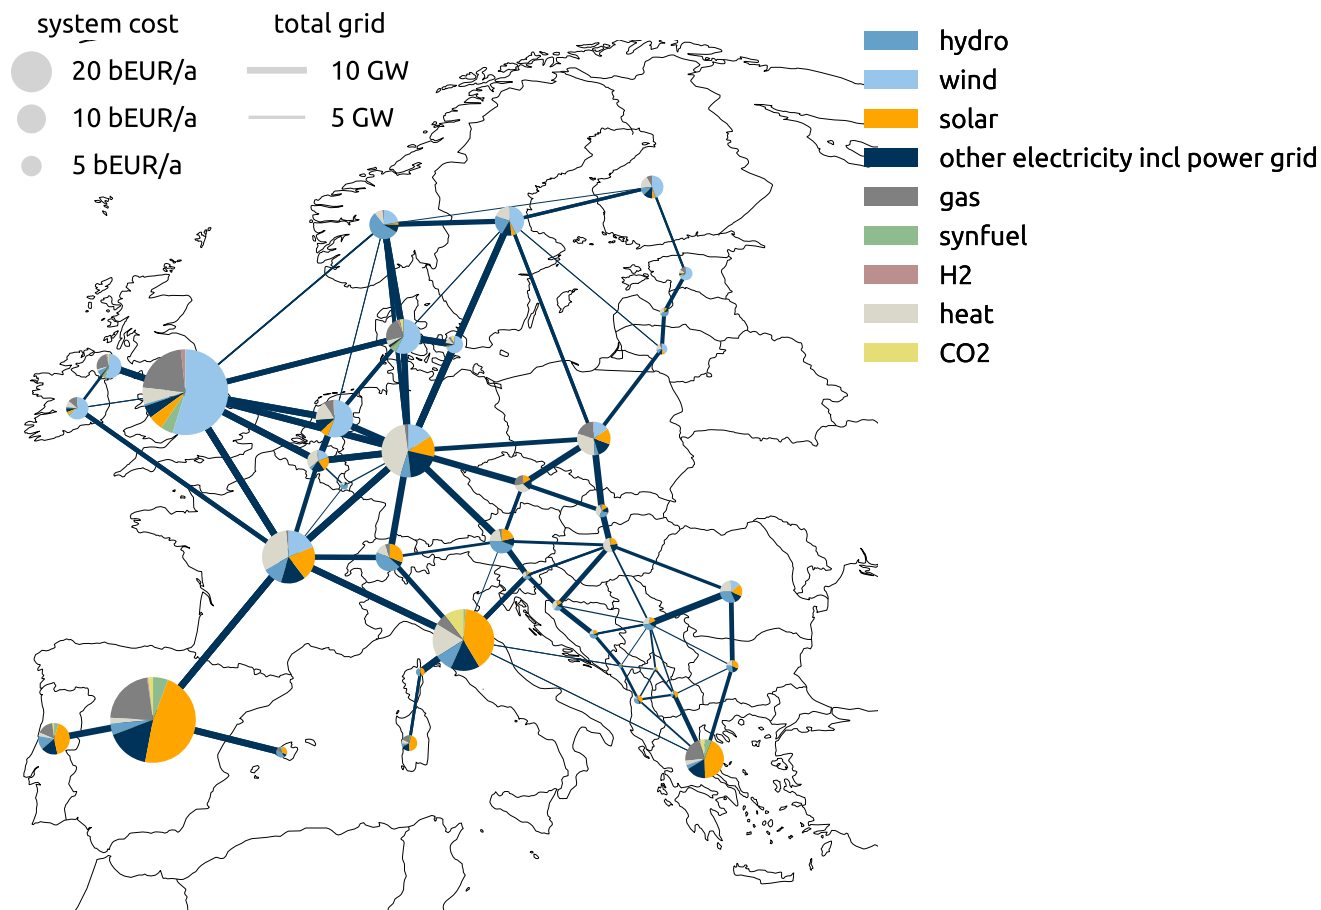 system cost
total grid
20 bEUR/a
10 GW
10 bEUR/a
5 GW
5 bEUR/a
hydro
wind
solar
other electricity incl power grid
gas
synfuel
H2
heat
CO2